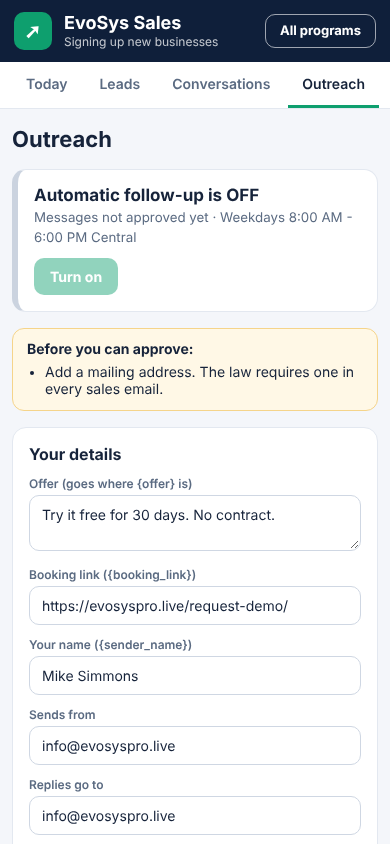 EvoSys Sales
Signing up new businesses
All programs
Today
Leads
Conversations
Outreach
Outreach
Automatic follow-up is OFF
Messages not approved yet · Weekdays 8:00 AM -
6:00 PM Central
Turn on
Before you can approve:
• Add a mailing address. The law requires one in
every sales email.
Your details
Offer (goes where {offer} is)
Try it free for 30 days. No contract.
Booking link ({booking_link})
https://evosyspro.live/request-demo/
Your name ({sender_name})
Mike Simmons
Sends from
info@evosyspro.live
Replies go to
info@evosyspro.live